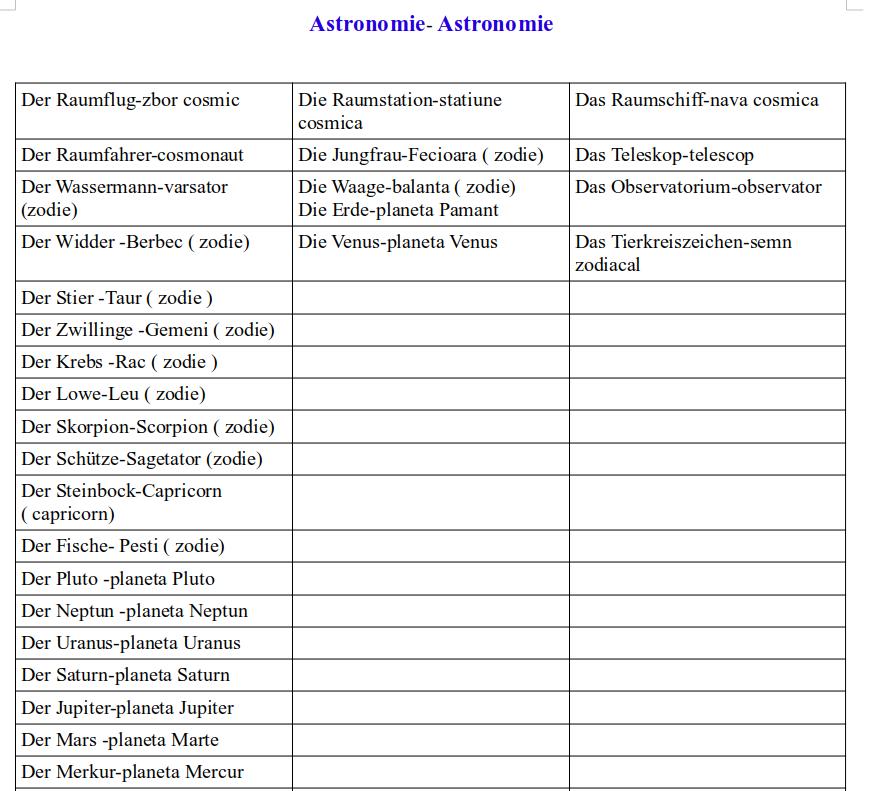 Astronomie- Astronomie
Der Raumflug-zbor cosmic
Die Raumstation-statiune
cosmica
Das Raumschiff-nava cosmica
Der Raumfahrer-cosmonaut
Die Jungfrau-Fecioara ( zodie)
Das Teleskop-telescop
Der Wassermann-varsator
(zodie)
Die Waage-balanta ( zodie)
Die Erde-planeta Pamant
Das Observatorium-observator
Der Widder -Berbec ( zodie)
Die Venus-planeta Venus
Das Tierkreiszeichen-semn
zodiacal
Der Stier -Taur ( zodie )
Der Zwillinge -Gemeni ( zodie)
Der Krebs -Rac ( zodie )
Der Lowe-Leu ( zodie)
Der Skorpion-Scorpion ( zodie)
Der Schütze-Sagetator (zodie)
Der Steinbock-Capricorn
( capricorn)
Der Fische- Pesti ( zodie)
Der Pluto -planeta Pluto
Der Neptun -planeta Neptun
Der Uranus-planeta Uranus
Der Saturn-planeta Saturn
Der Jupiter-planeta Jupiter
Der Mars -planeta Marte
Der Merkur-planeta Mercur